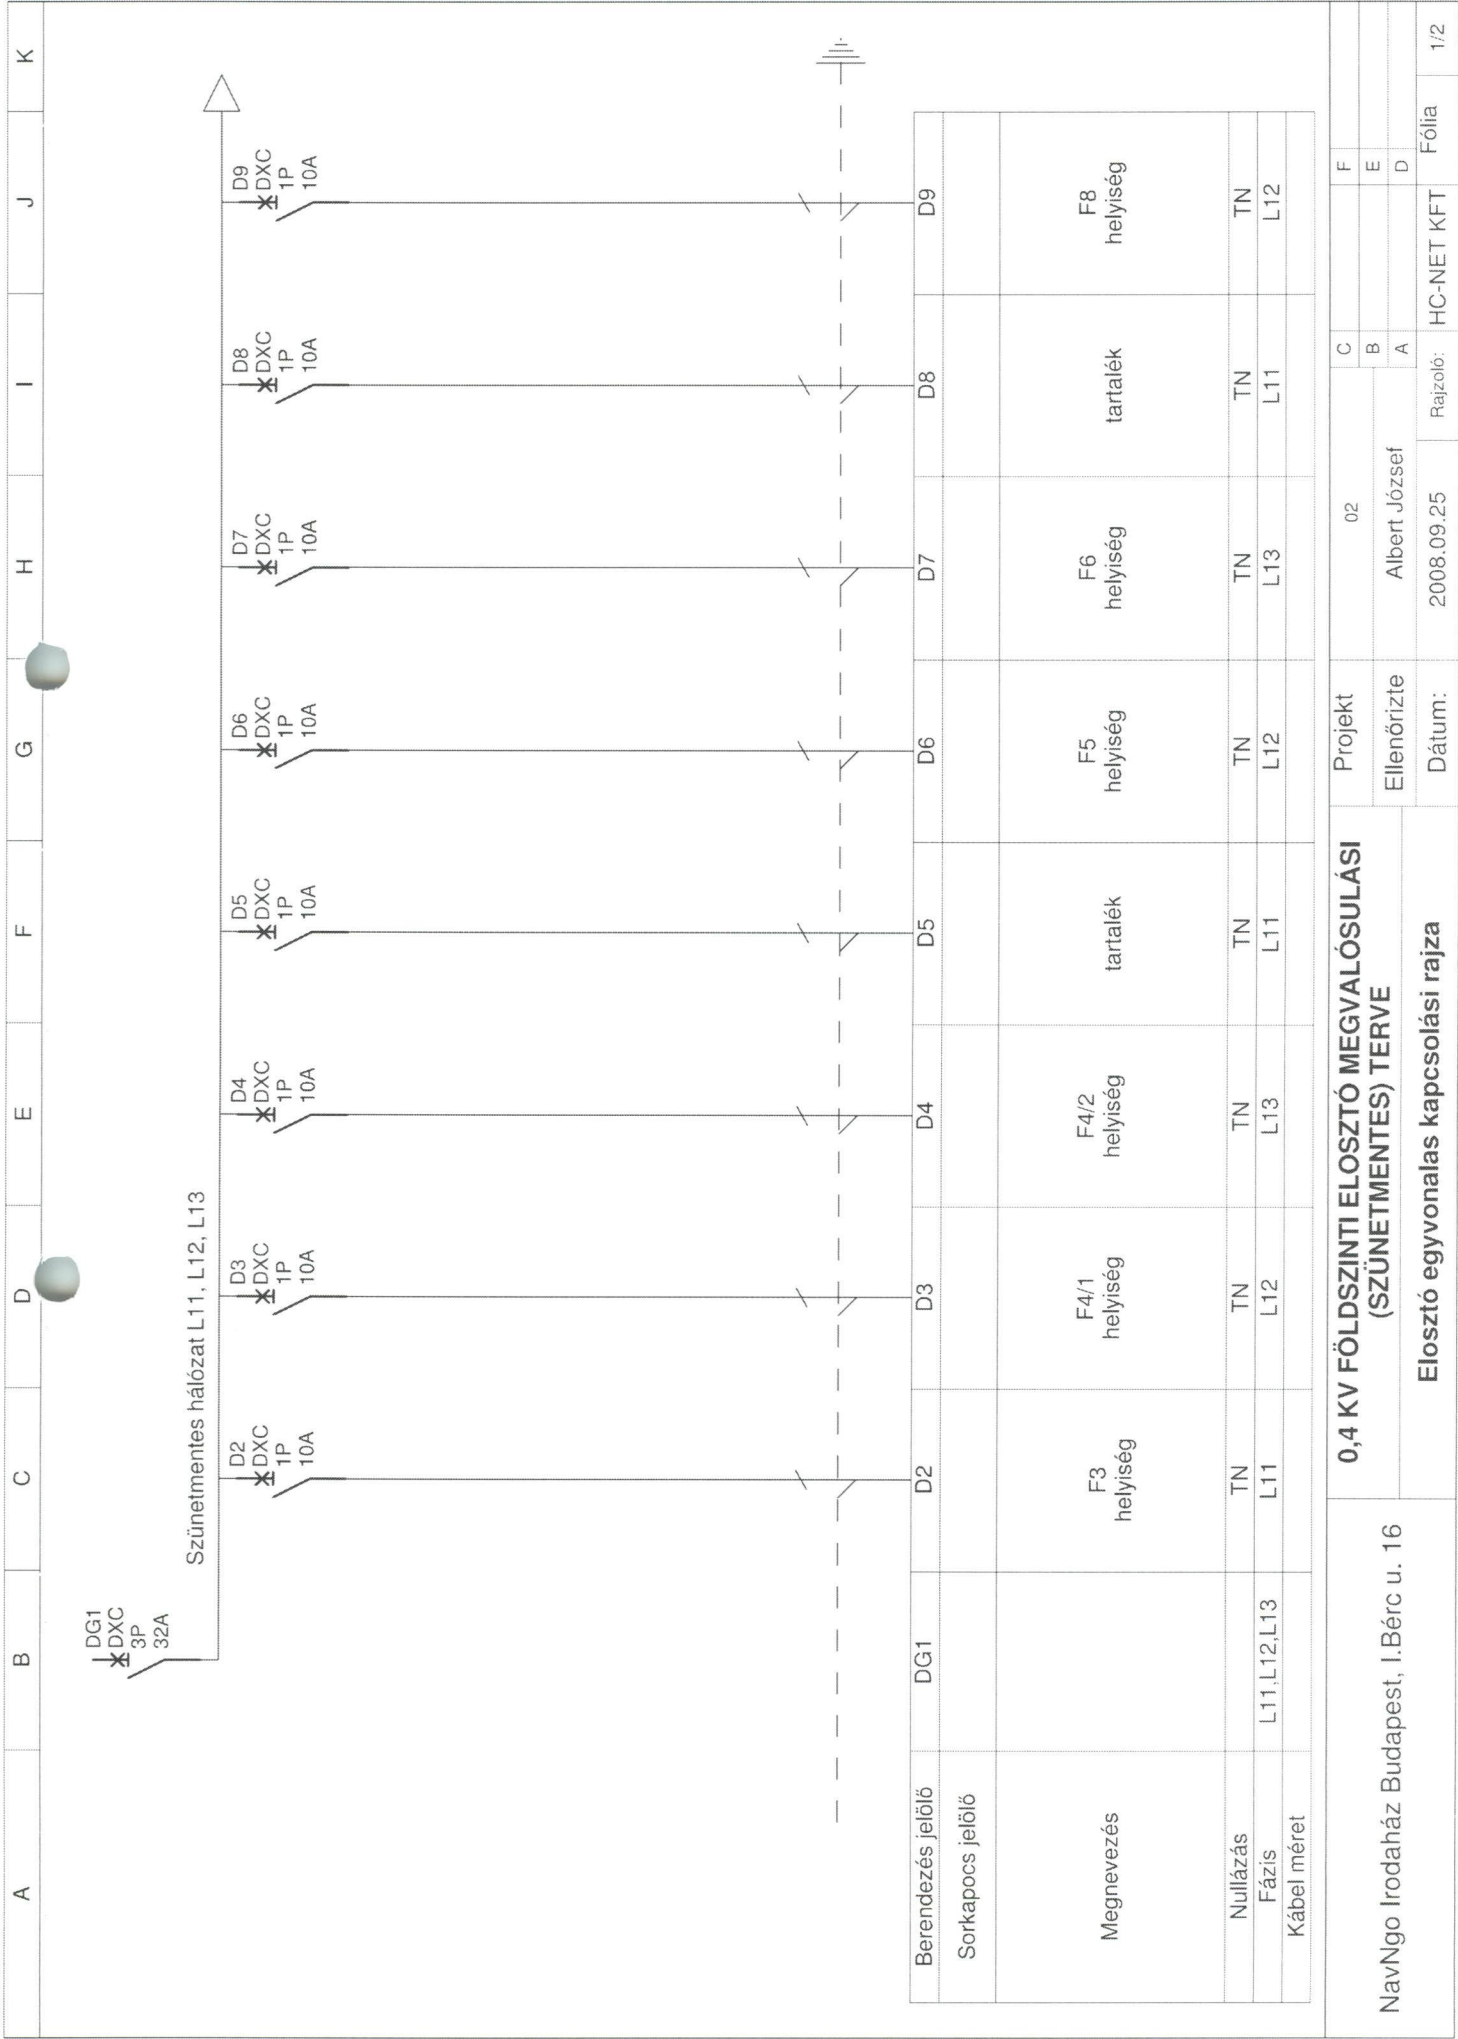 A B C D E F G H I J K
DG1
DXC
3P
32A
Szünetmentes hálózat L11, L12, L13
D2
DXC
1P
10A
D3
DXC
1P
10A
D4
DXC
1P
10A
D5
DXC
1P
10A
D6
DXC
1P
10A
D7
DXC
1P
10A
D8
DXC
1P
10A
D9
DXC
1P
10A
Berendezés jelölő DG1 D2 D3 D4 D5 D6 D7 D8 D9
Sorkapocs jelölő
Megnevezés
F3
helyiség
F4/1
helyiség
F4/2
helyiség
tartalék
F5
helyiség
F6
helyiség
tartalék
F8
helyiség
Nullázás TN TN TN TN TN TN TN TN
Fázis L11,L12,L13 L11 L12 L13 L11 L12 L13 L11 L12
Kábel méret
NavNgo Irodaház Budapest, I.Bérc u. 16
0,4 KV FÖLDSZINTI ELOSZTÓ MEGVALÓSULÁSI
(SZÜNETMENTES) TERVE
Elosztó egyvonalas kapcsolási rajza
Projekt 02
Ellenőrizte Albert József
Dátum: 2008.09.25
C F
B E
A D
Rajzoló: HC-NET KFT
Fólia 1/2